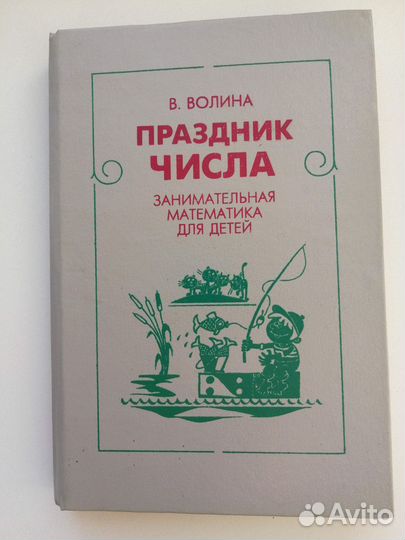 В. ВОЛИНА
ПРАЗДНИК
ЧИСЛА
ЗАНИМАТЕЛЬНАЯ
МАТЕМАТИКА
ДЛЯ ДЕТЕЙ
Avito